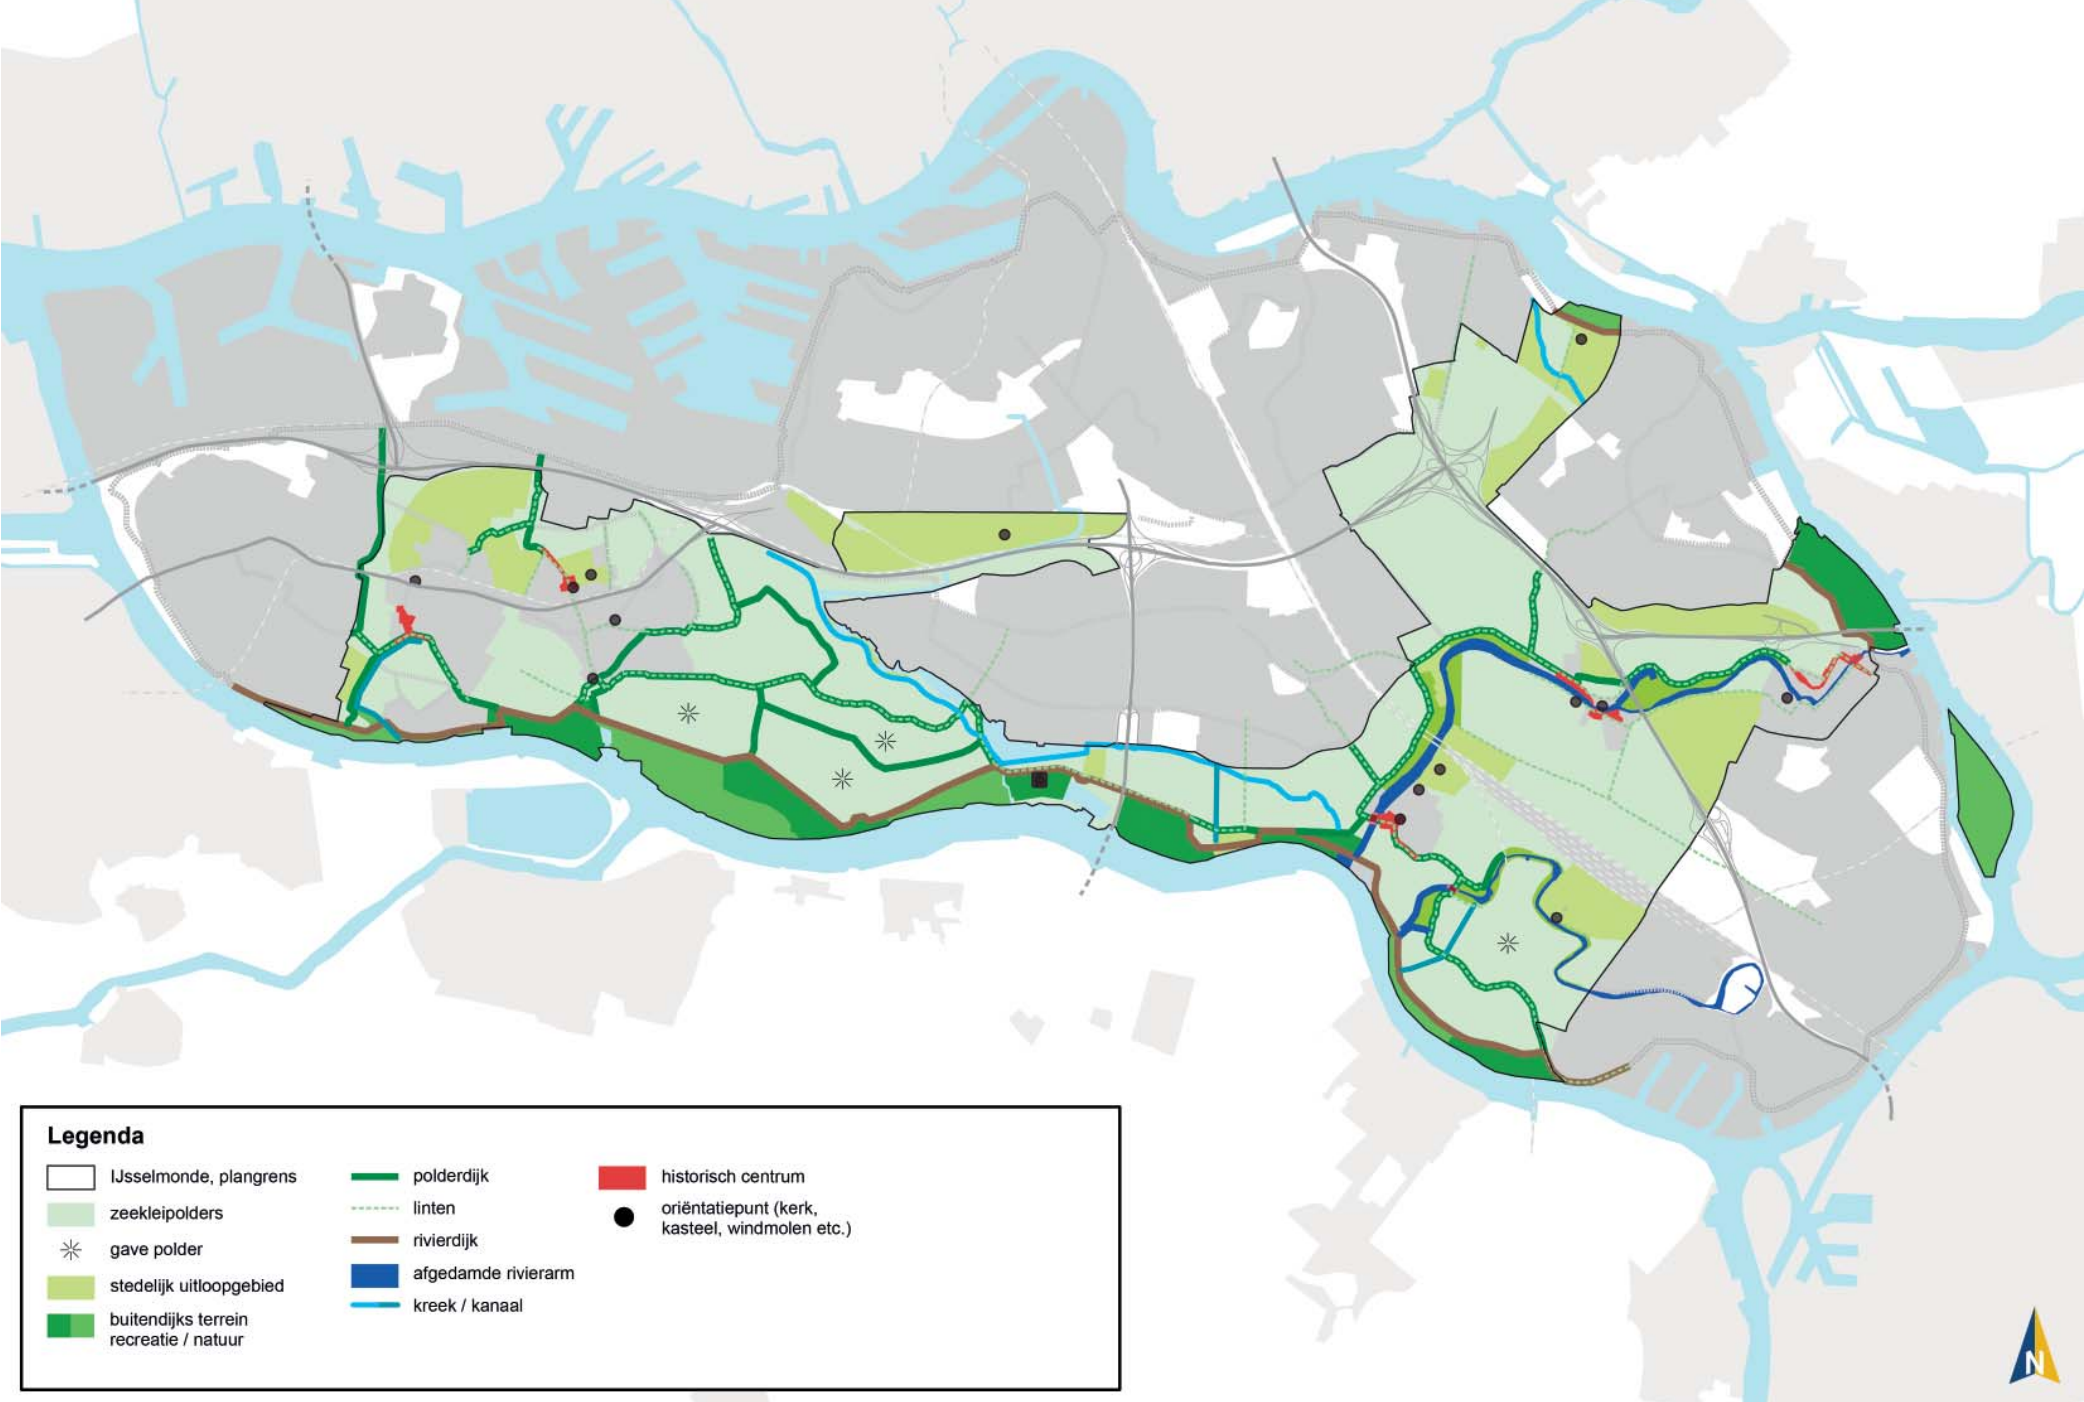 Legenda
IJsselmonde, plangrens
zeekleipolders
gave polder
stedelijk uitloopgebied
buitendijks terrein
recreatie / natuur
polderdijk
linten
rivierdijk
afgedamde rivierarm
kreek / kanaal
historisch centrum
oriëntatiepunt (kerk,
kasteel, windmolen etc.)
N